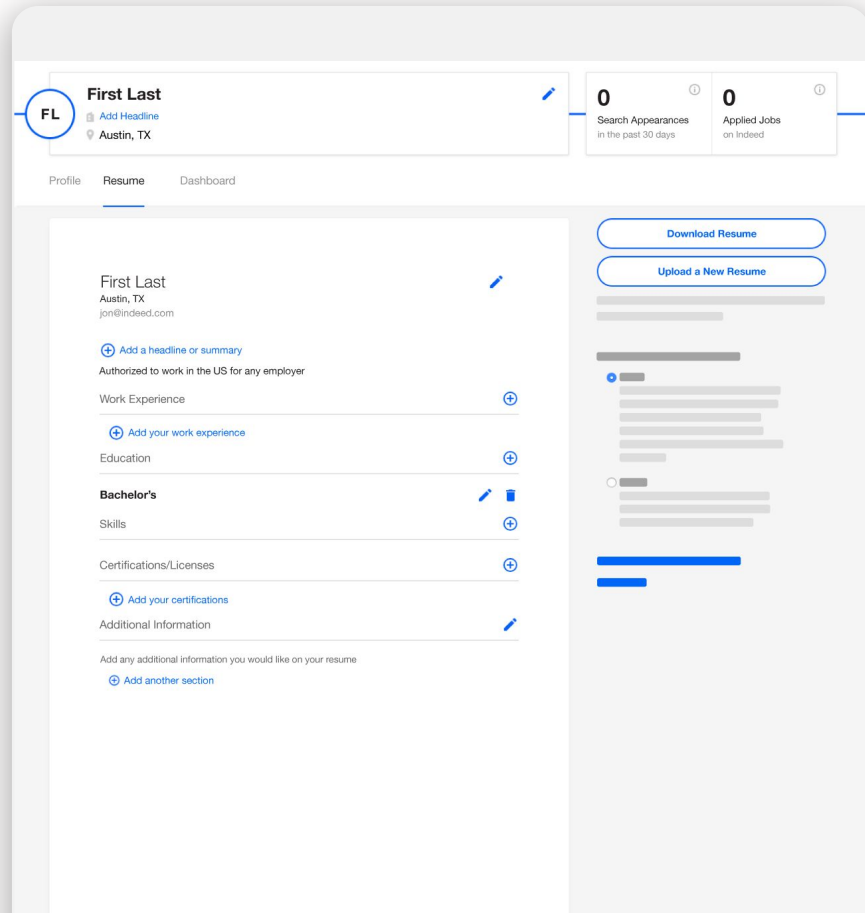 First Last
FL
Add Headline
Austin, TX
0
Search Appearances
in the past 30 days
0
Applied Jobs
on Indeed
Profile
Resume
Dashboard
First Last
Austin, TX
jon@indeed.com
Add a headline or summary
Authorized to work in the US for any employer
Work Experience
Add your work experience
Education
Bachelor's
Skills
Certifications/Licenses
Add your certifications
Additional Information
Add any additional information you would like on your resume
Add another section
Download Resume
Upload a New Resume